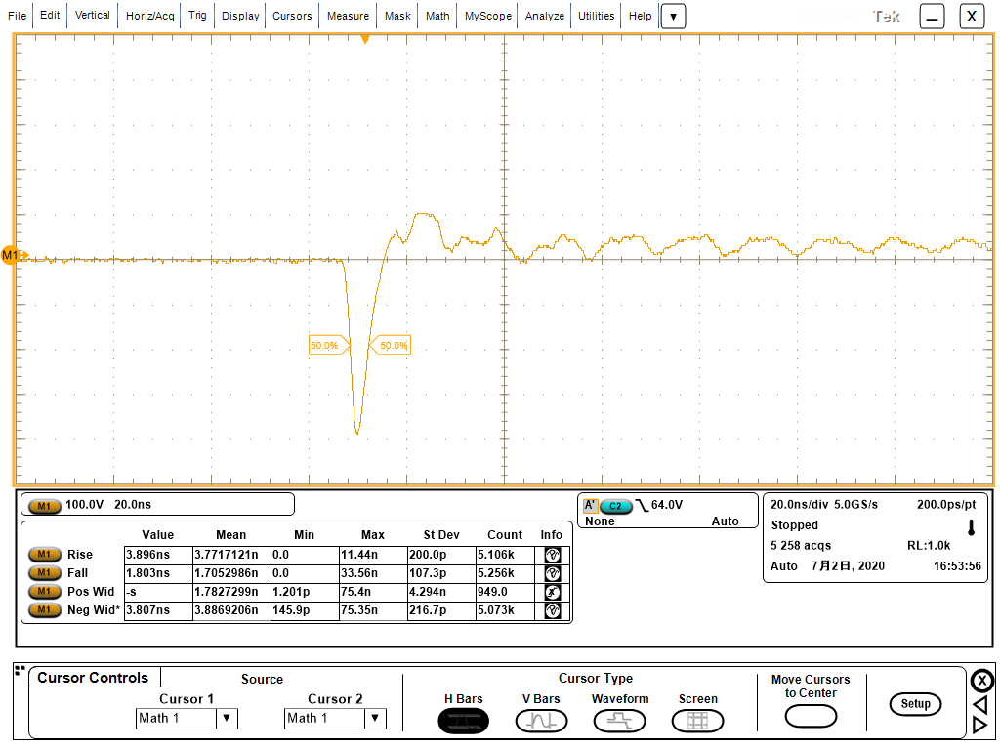 File Edit Vertical Horiz/Acq Trig Display Cursors Measure Mask Math MyScope Analyze Utilities Help ▼ Tek X
M1
50.0% 50.0%
M1 100.0V 20.0ns
Value Mean Min Max St Dev Count Info
M1 Rise 3.896ns 3.7717121n 0.0 11.44n 200.0p 5.106k
M1 Fall 1.803ns 1.7052986n 0.0 33.56n 107.3p 5.256k
M1 Pos Wid -s 1.7827299n 1.201p 75.4n 4.294n 949.0
M1 Neg Wid* 3.807ns 3.8869206n 145.9p 75.35n 216.7p 5.073k
A' C2 64.0V
None Auto
20.0ns/div 5.0GS/s 200.0ps/pt
Stopped
5 258 acqs RL:1.0k
Auto 7月2日, 2020 16:53:56
Cursor Controls
Source
Cursor 1 Cursor 2
Math 1 ▼ Math 1 ▼
Cursor Type
H Bars V Bars Waveform Screen
Move Cursors
to Center
Setup
X